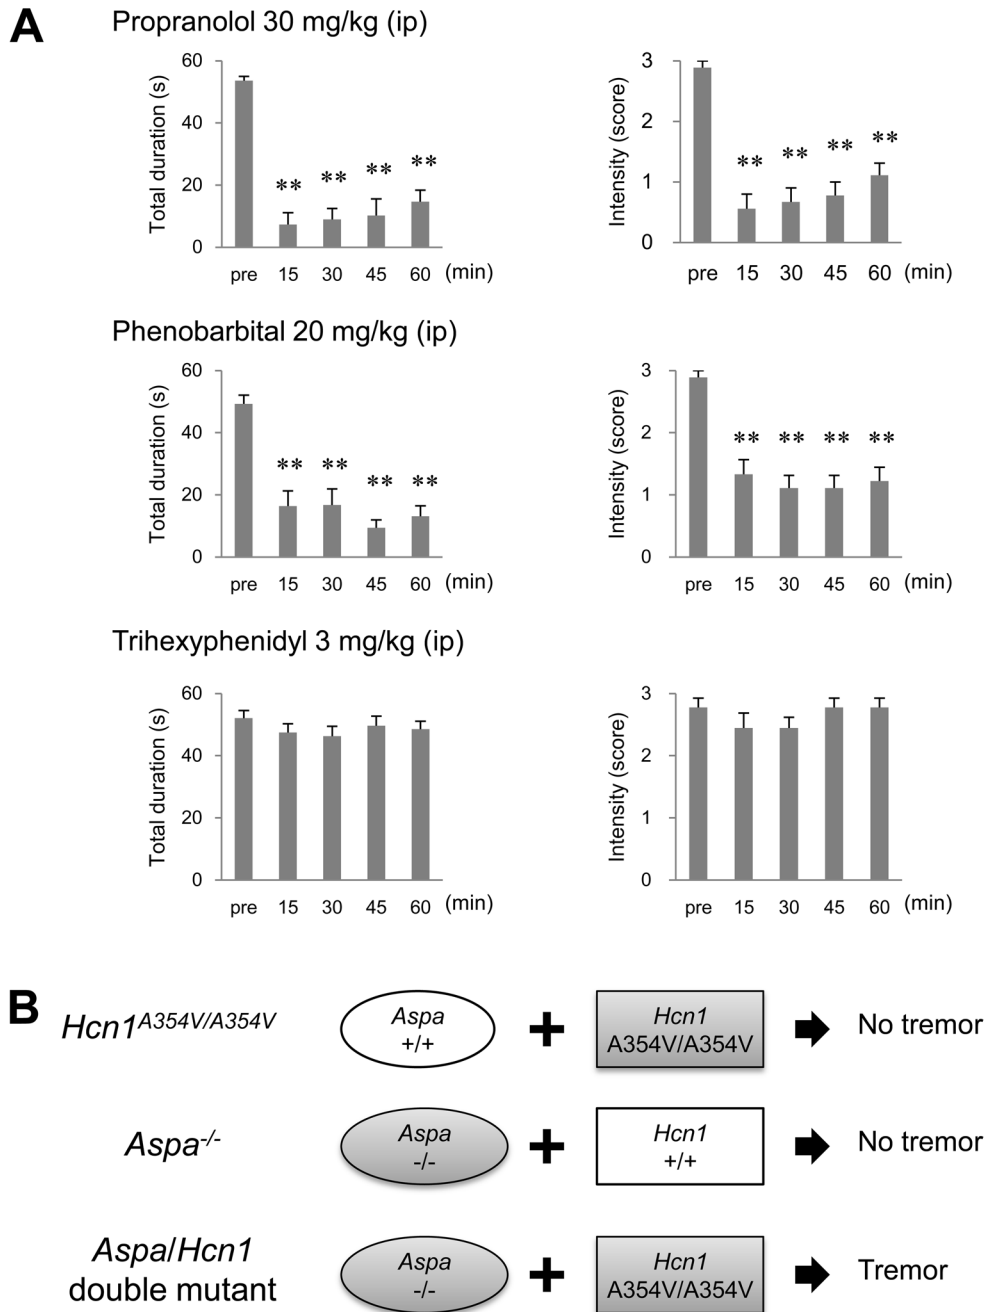 A
Propranolol 30 mg/kg (ip)
Total duration (s)
60
40
20
0
** ** ** **
pre 15 30 45 60 (min)
Intensity (score)
3
2
1
0
** ** ** **
pre 15 30 45 60 (min)
Phenobarbital 20 mg/kg (ip)
Total duration (s)
60
40
20
0
** ** ** **
pre 15 30 45 60 (min)
Intensity (score)
3
2
1
0
** ** ** **
pre 15 30 45 60 (min)
Trihexyphenidyl 3 mg/kg (ip)
Total duration (s)
60
40
20
0
pre 15 30 45 60 (min)
Intensity (score)
3
2
1
0
pre 15 30 45 60 (min)
B
Hcn1A354V/A354V
Aspa
+/+
+
Hcn1
A354V/A354V
No tremor
Aspa-/-
Aspa
-/-
+
Hcn1
+/+
No tremor
Aspa/Hcn1
double mutant
Aspa
-/-
+
Hcn1
A354V/A354V
Tremor